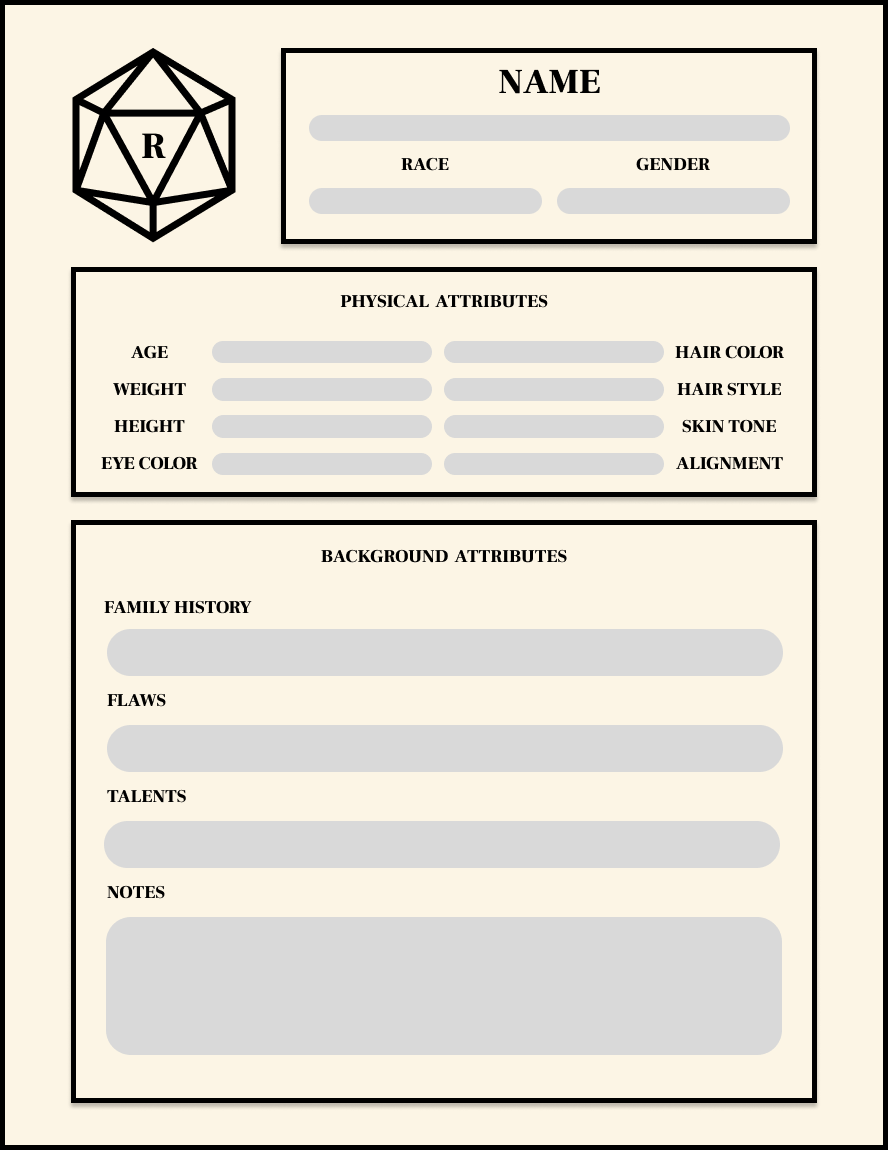 R
NAME
RACE GENDER
PHYSICAL ATTRIBUTES
AGE HAIR COLOR
WEIGHT HAIR STYLE
HEIGHT SKIN TONE
EYE COLOR ALIGNMENT
BACKGROUND ATTRIBUTES
FAMILY HISTORY
FLAWS
TALENTS
NOTES